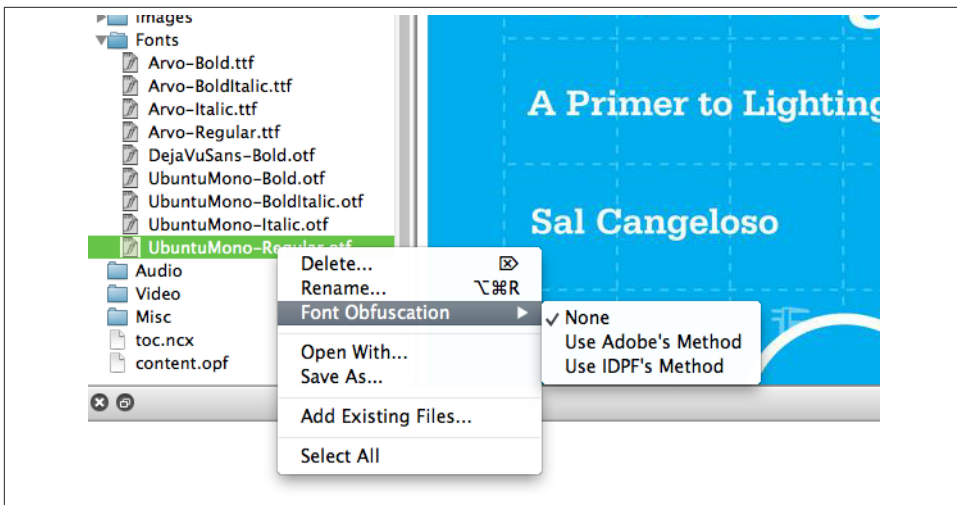 Images
Fonts
Arvo-Bold.ttf
Arvo-BoldItalic.ttf
Arvo-Italic.ttf
Arvo-Regular.ttf
DejaVuSans-Bold.otf
UbuntuMono-Bold.otf
UbuntuMono-BoldItalic.otf
UbuntuMono-Italic.otf
UbuntuMono-Regular.otf
Audio
Video
Misc
toc.ncx
content.opf
Delete... ⌦
Rename... ⌥⌘R
Font Obfuscation
Open With...
Save As...
Add Existing Files...
Select All
✓ None
Use Adobe's Method
Use IDPF's Method
A Primer to Lighting
Sal Cangeloso